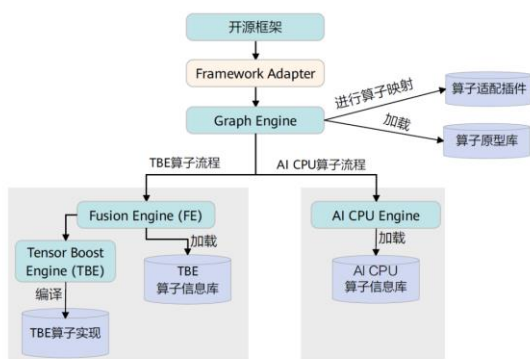 开源框架
Framework Adapter
进行算子映射
算子适配插件
Graph Engine
加载
算子原型库
TBE算子流程
AI CPU算子流程
Fusion Engine (FE)
AI CPU Engine
加载
加载
Tensor Boost
Engine (TBE)
TBE
算子信息库
AI CPU
算子信息库
编译
TBE算子实现